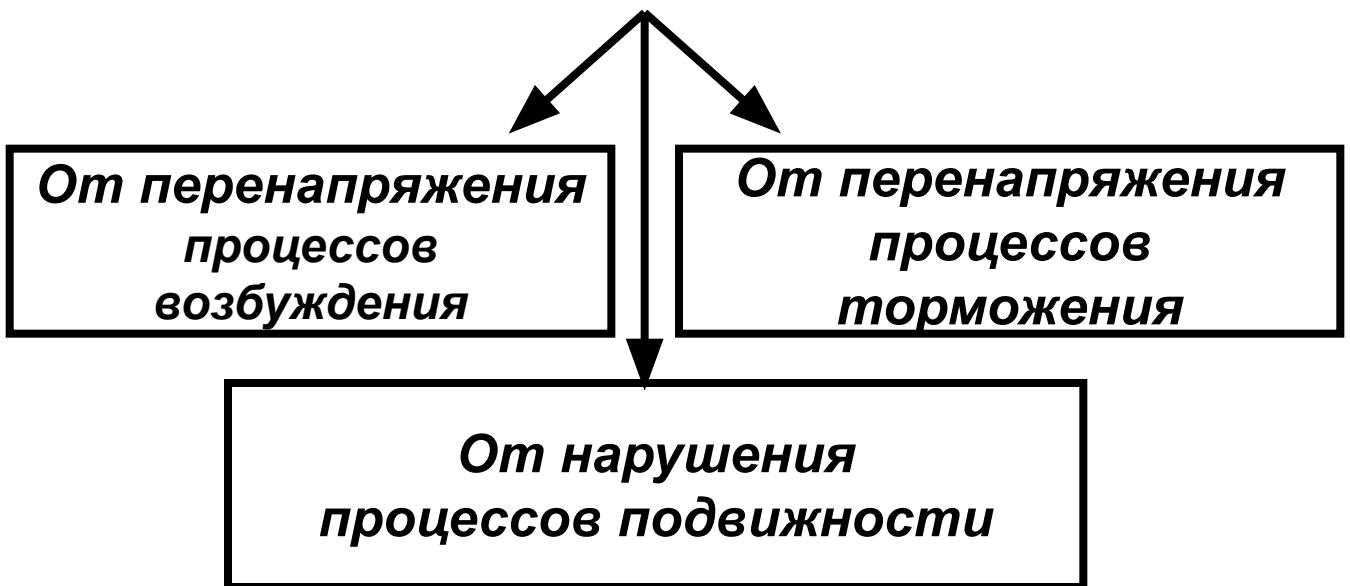 От перенапряжения
процессов
возбуждения
От перенапряжения
процессов
торможения
От нарушения
процессов подвижности